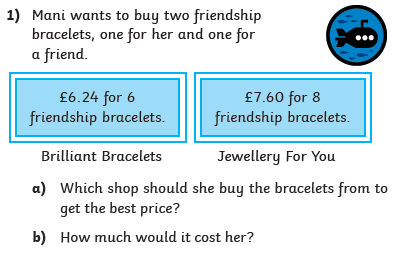 1) Mani wants to buy two friendship
bracelets, one for her and one for
a friend.
£6.24 for 6
friendship bracelets.
Brilliant Bracelets
£7.60 for 8
friendship bracelets.
Jewellery For You
a) Which shop should she buy the bracelets from to
get the best price?
b) How much would it cost her?